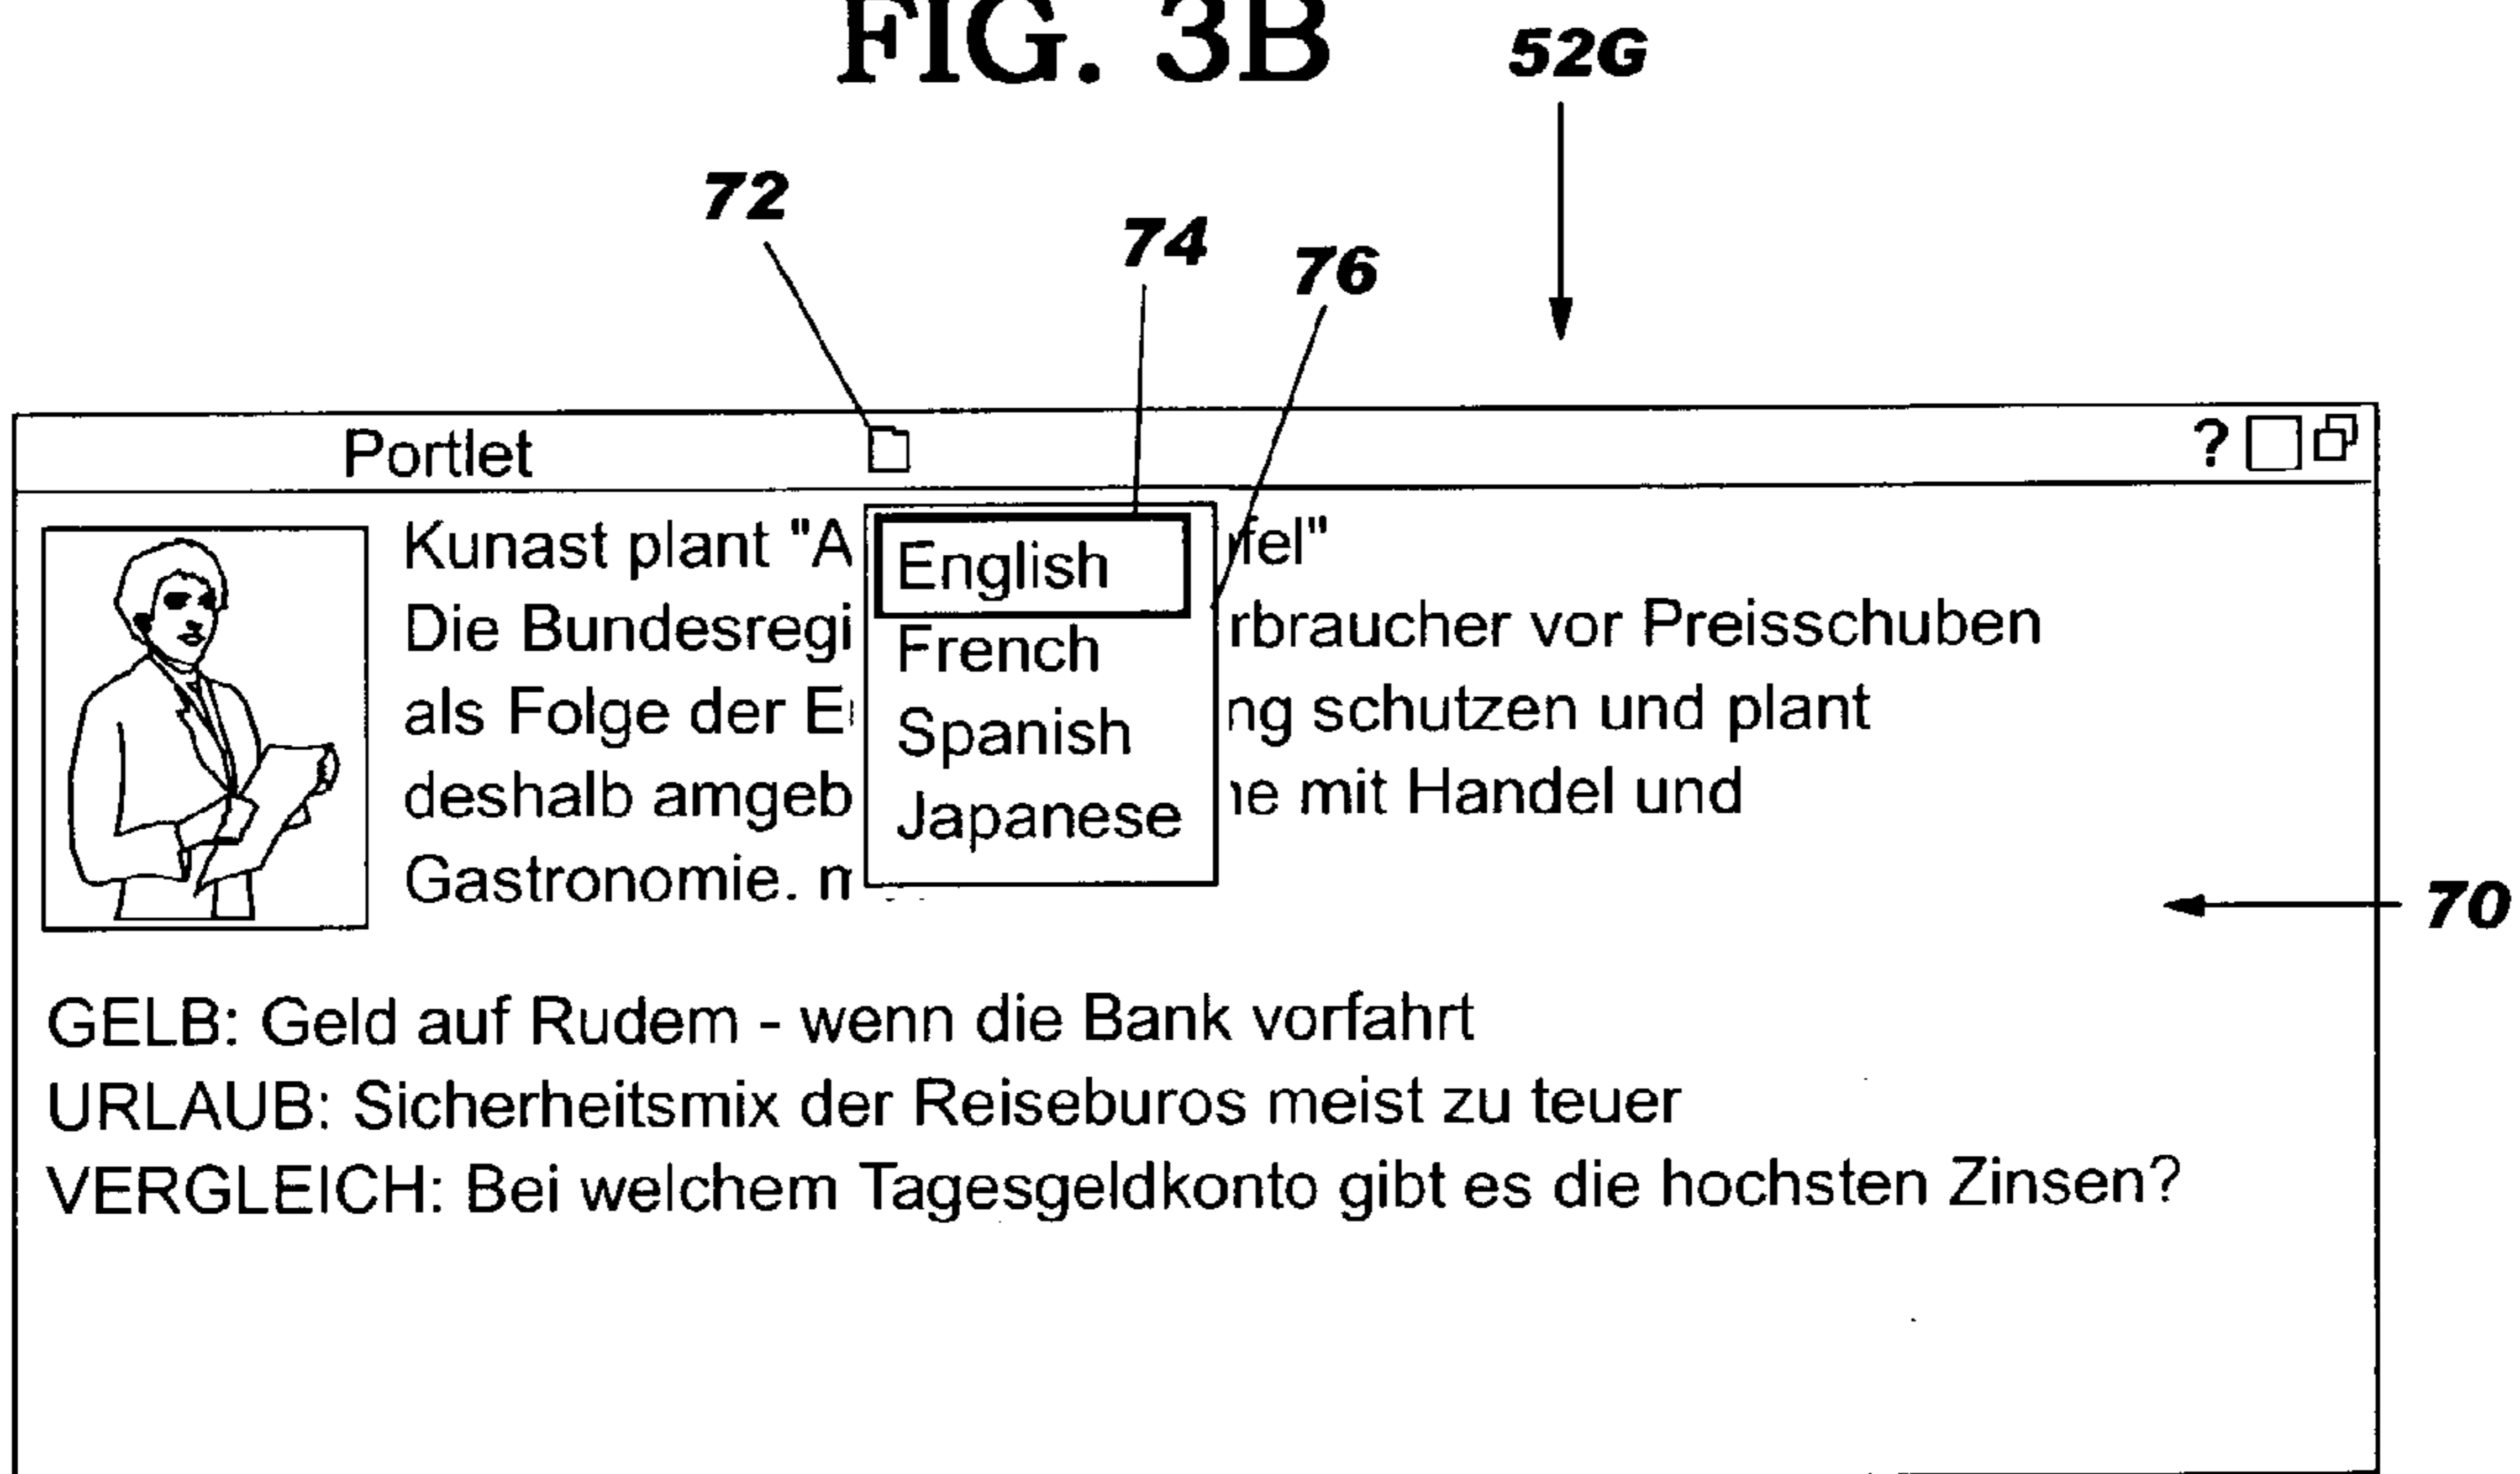 FIG. 3B
52G
72
74
76
Portlet ?
Kunast plant "A
English
Die Bundesregi rbraucher vor Preisschuben
French
als Folge der E ng schutzen und plant
Spanish
deshalb amgeb mit Handel und
Japanese
Gastronomie.
70
GELB: Geld auf Rudem - wenn die Bank vorfahrt
URLAUB: Sicherheitsmix der Reiseburos meist zu teuer
VERGLEICH: Bei welchem Tagesgeldkonto gibt es die hochsten Zinsen?